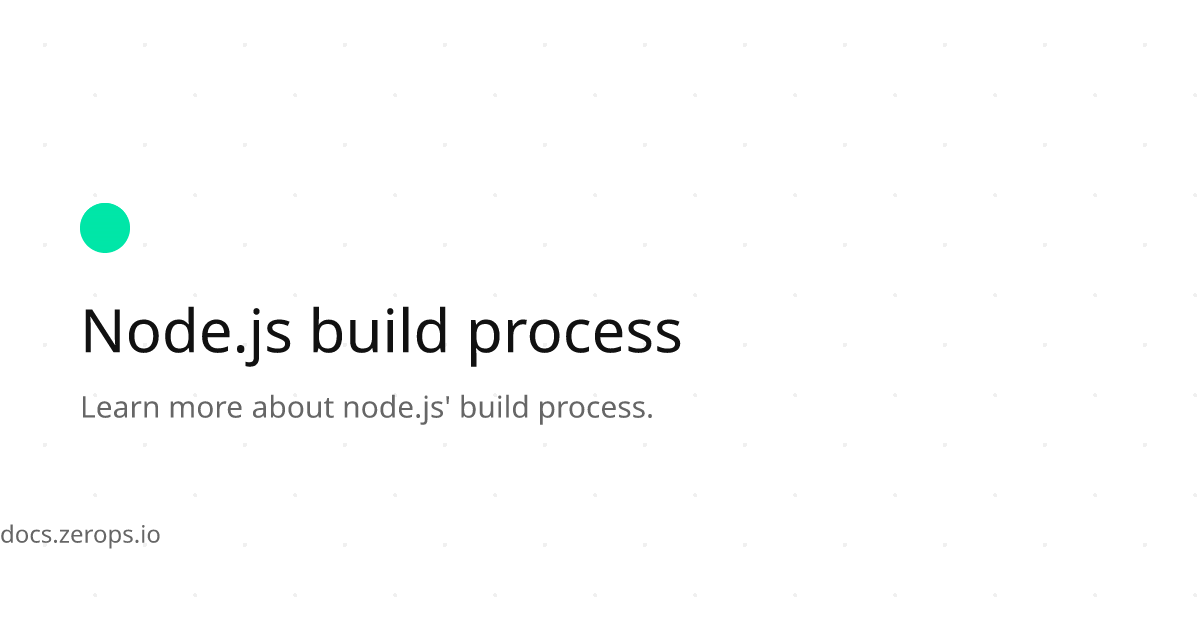 Node.js build process
Learn more about node.js' build process.
docs.zerops.io